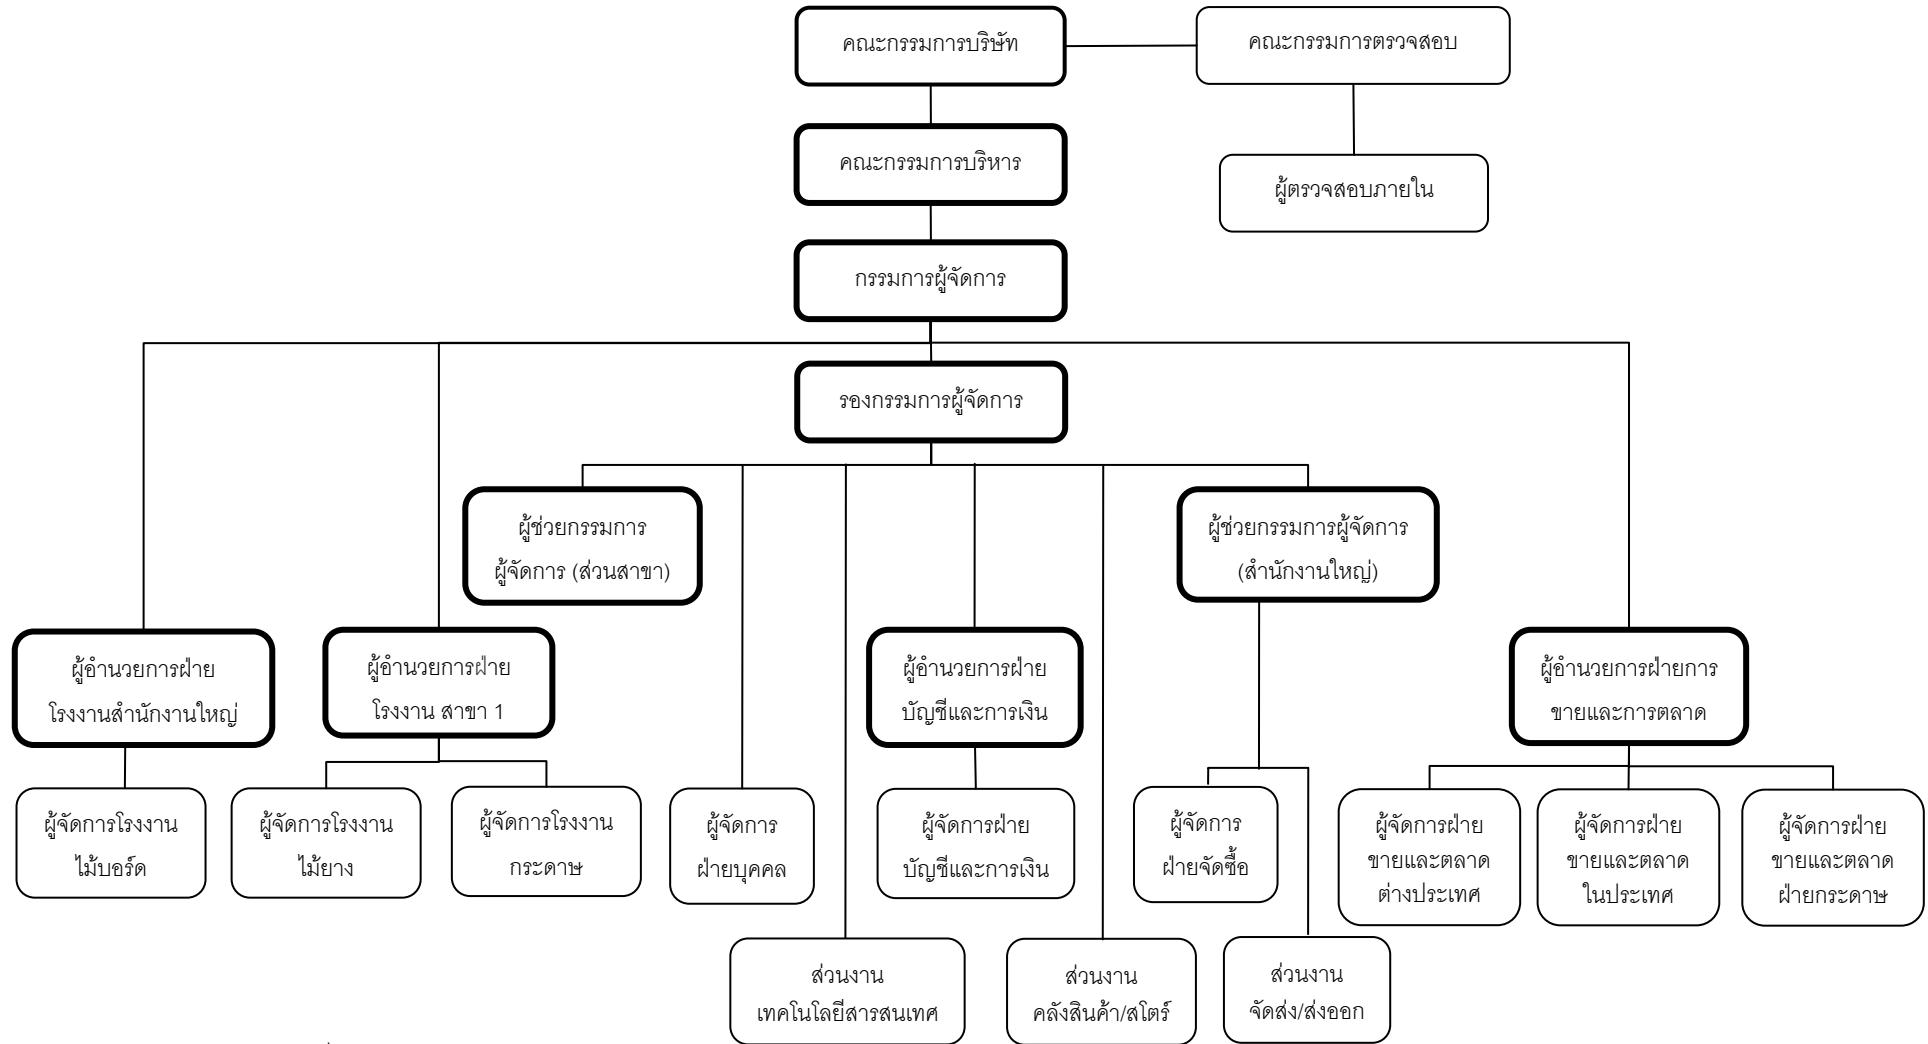 คณะกรรมการบริษัท
คณะกรรมการตรวจสอบ
คณะกรรมการบริหาร
ผู้ตรวจสอบภายใน
กรรมการผู้จัดการ
รองกรรมการผู้จัดการ
ผู้ช่วยกรรมการ
ผู้จัดการ (ส่วนสาขา)
ผู้ช่วยกรรมการผู้จัดการ
(สำนักงานใหญ่)
ผู้อำนวยการฝ่าย
โรงงานสำนักงานใหญ่
ผู้อำนวยการฝ่าย
โรงงาน สาขา 1
ผู้อำนวยการฝ่าย
บัญชีและการเงิน
ผู้อำนวยการฝ่ายการ
ขายและการตลาด
ผู้จัดการโรงงาน
ไม้บอร์ด
ผู้จัดการโรงงาน
ไม้ยาง
ผู้จัดการโรงงาน
กระดาษ
ผู้จัดการ
ฝ่ายบุคคล
ผู้จัดการฝ่าย
บัญชีและการเงิน
ผู้จัดการ
ฝ่ายจัดซื้อ
ผู้จัดการฝ่าย
ขายและตลาด
ต่างประเทศ
ผู้จัดการฝ่าย
ขายและตลาด
ในประเทศ
ผู้จัดการฝ่าย
ขายและตลาด
ฝ่ายกระดาษ
ส่วนงาน
เทคโนโลยีสารสนเทศ
ส่วนงาน
คลังสินค้า/สโตร์
ส่วนงาน
จัดส่ง/ส่งออก